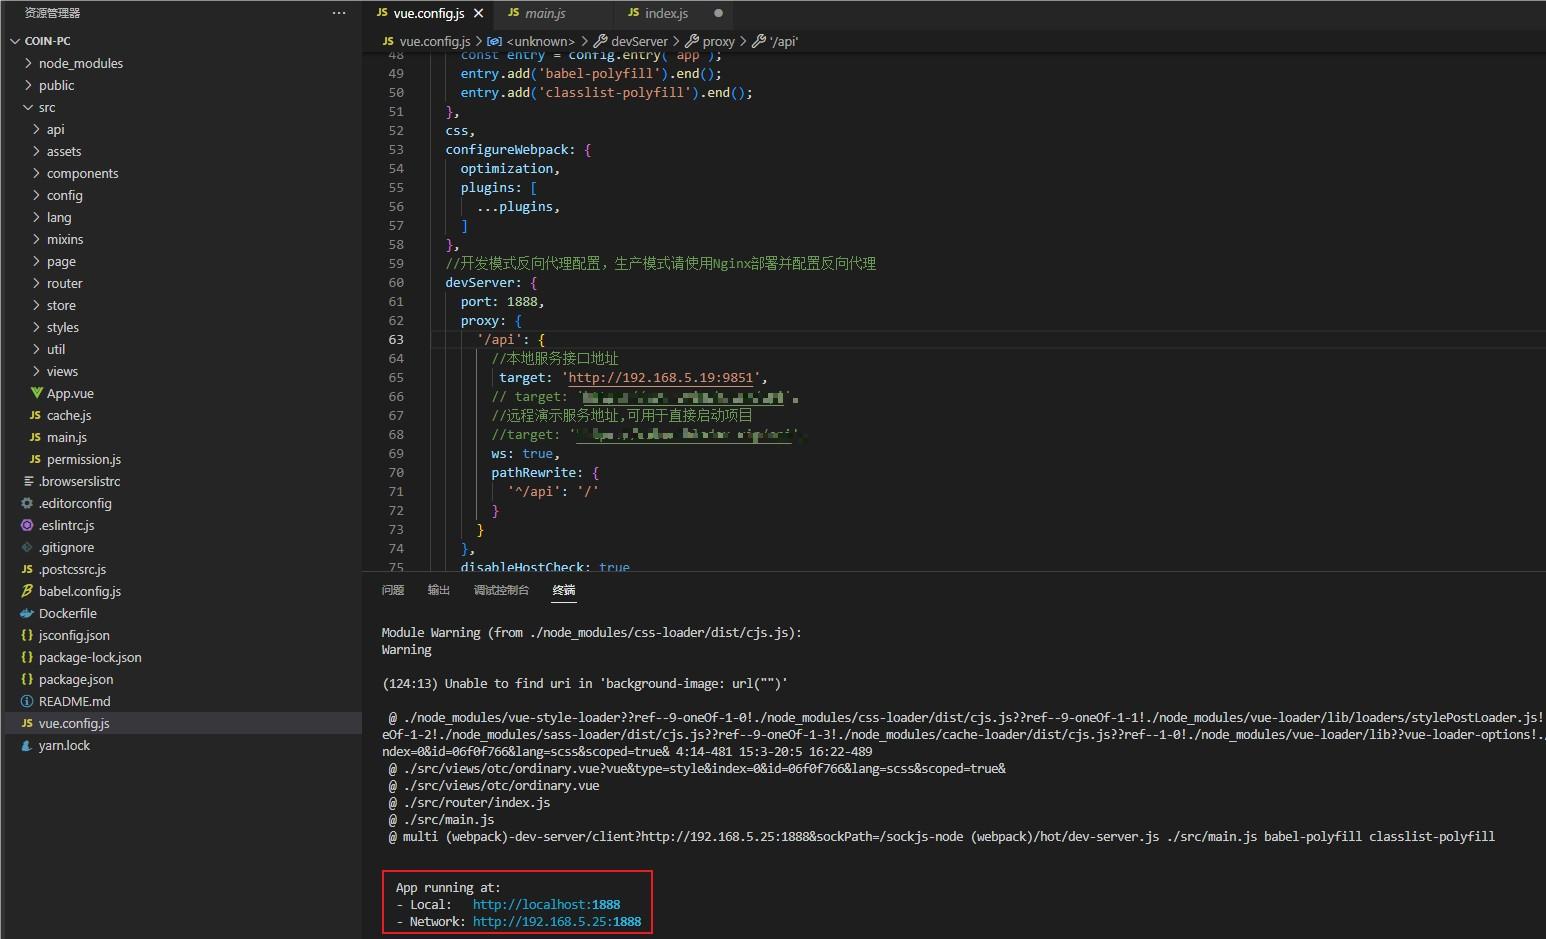 资源管理器
···
COIN-PC
node_modules
public
src
api
assets
components
config
lang
mixins
page
router
store
styles
util
views
App.vue
JS cache.js
JS main.js
JS permission.js
.browserslistrc
.editorconfig
.eslintrc.js
.gitignore
JS .postcssrc.js
babel.config.js
Dockerfile
{} jsconfig.json
{} package-lock.json
{} package.json
README.md
JS vue.config.js
yarn.lock
JS vue.config.js
JS main.js
JS index.js
JS vue.config.js > <unknown> > devServer > proxy > '/api'
48 const entry = config.entry('app');
49 entry.add('babel-polyfill').end();
50 entry.add('classlist-polyfill').end();
51 },
52 css,
53 configureWebpack: {
54 optimization,
55 plugins: [
56 ...plugins,
57 ]
58 },
59 //开发模式反向代理配置，生产模式请使用Nginx部署并配置反向代理
60 devServer: {
61 port: 1888,
62 proxy: {
63 '/api': {
64 //本地服务接口地址
65 target: 'http://192.168.5.19:9851',
66 // target: '
67 //远程演示服务地址,可用于直接启动项目
68 //target: '
69 ws: true,
70 pathRewrite: {
71 '^/api': '/'
72 }
73 }
74 },
75 disableHostCheck: true
问题
输出
调试控制台
终端
Module Warning (from ./node_modules/css-loader/dist/cjs.js):
Warning
(124:13) Unable to find uri in 'background-image: url("")'
@ ./node_modules/vue-style-loader??ref--9-oneOf-1-0!./node_modules/css-loader/dist/cjs.js??ref--9-oneOf-1-1!./node_modules/vue-loader/lib/loaders/stylePostLoader.js!
eOf-1-2!./node_modules/sass-loader/dist/cjs.js??ref--9-oneOf-1-3!./node_modules/cache-loader/dist/cjs.js??ref--1-0!./node_modules/vue-loader/lib??vue-loader-options!./
ndex=0&id=06f0f766&lang=scss&scoped=true& 4:14-481 15:3-20:5 16:22-489
@ ./src/views/otc/ordinary.vue?vue&type=style&index=0&id=06f0f766&lang=scss&scoped=true&
@ ./src/views/otc/ordinary.vue
@ ./src/router/index.js
@ ./src/main.js
@ multi (webpack)-dev-server/client?http://192.168.5.25:1888&sockPath=/sockjs-node (webpack)/hot/dev-server.js ./src/main.js babel-polyfill classlist-polyfill
App running at:
- Local: http://localhost:1888
- Network: http://192.168.5.25:1888